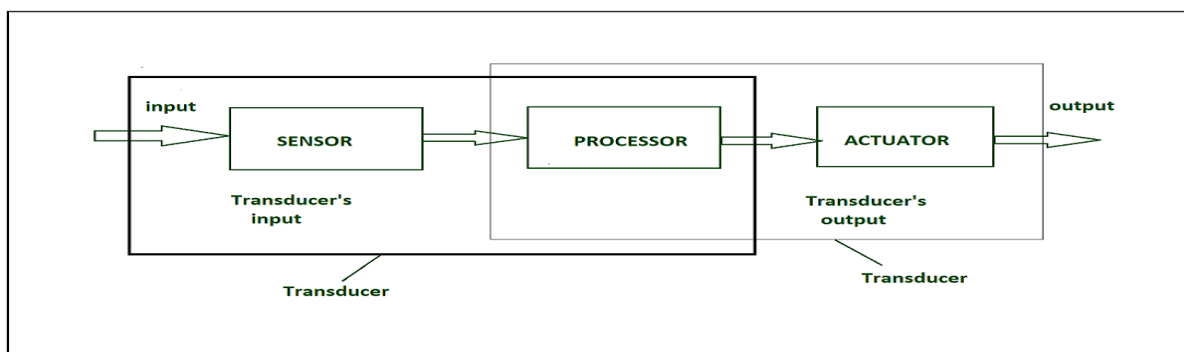 input
output
SENSOR
PROCESSOR
ACTUATOR
Transducer's
input
Transducer's
output
Transducer
Transducer